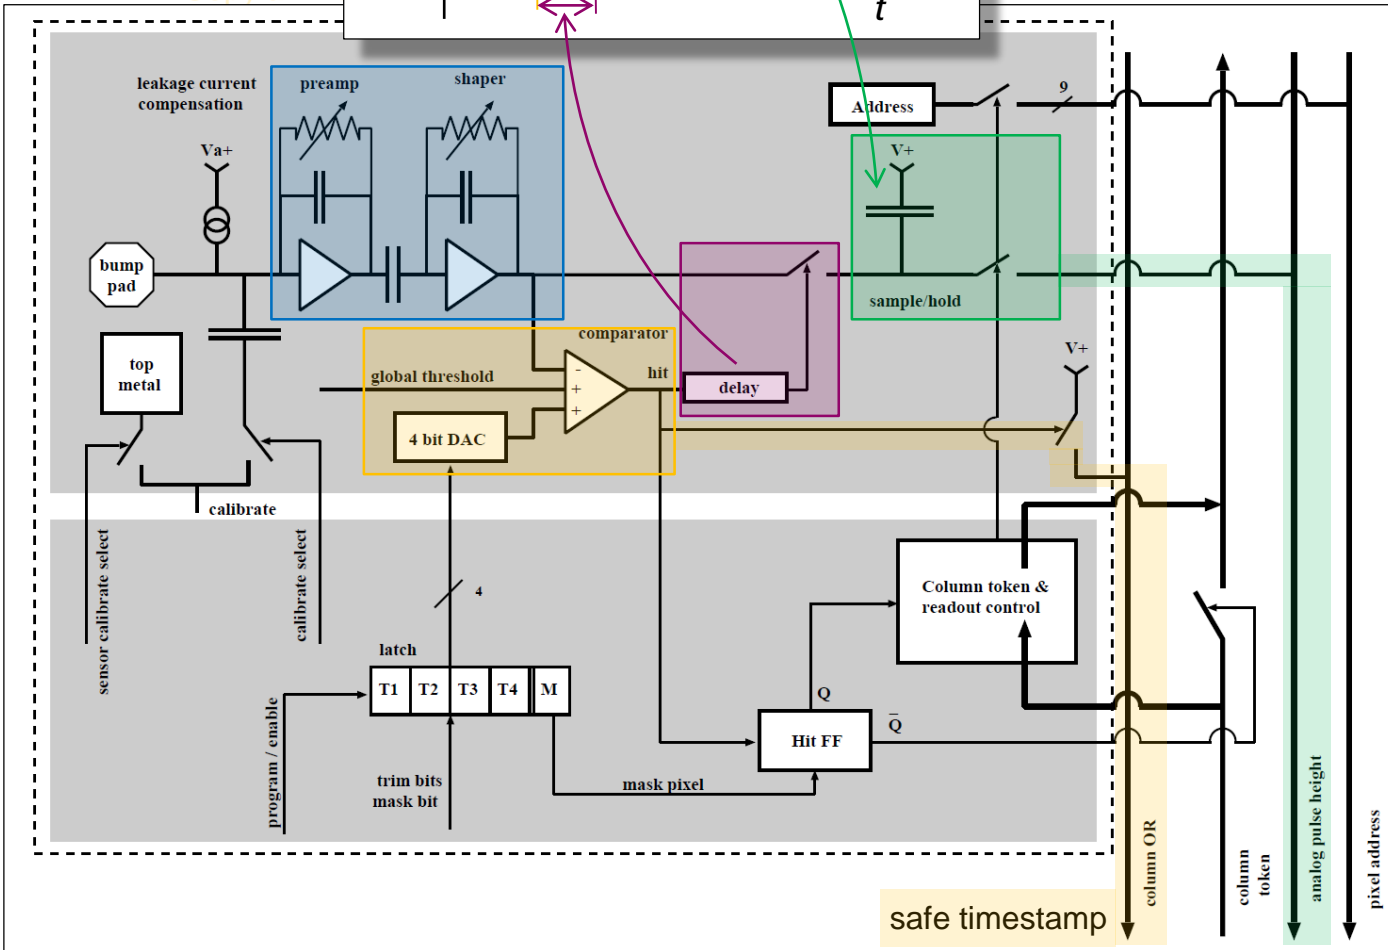 t
leakage current
compensation
preamp
shaper
Address
9
Va+
V+
bump
pad
sample/hold
comparator
top
metal
global threshold
hit
delay
V+
-
+
+
4 bit DAC
calibrate
sensor calibrate select
calibrate select
4
Column token &
readout control
latch
T1 T2 T3 T4 M
Q
Q̅
Hit FF
program / enable
trim bits
mask bit
mask pixel
column OR
column
token
analog pulse height
pixel address
safe timestamp